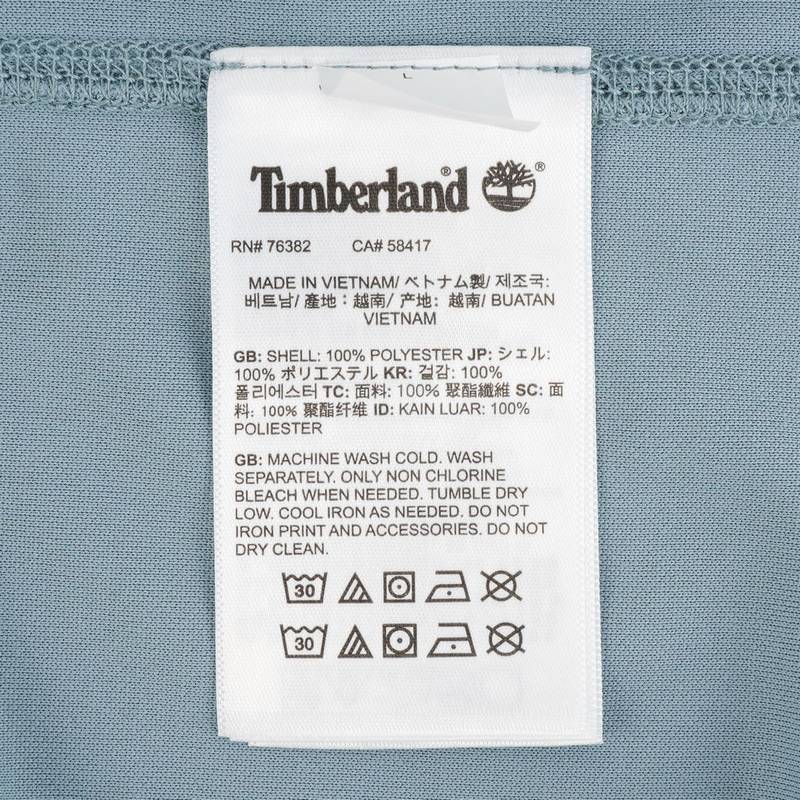 L
Timberland® ®
RN# 76382 CA# 58417
MADE IN VIETNAM/ ベトナム製/ 제조국:
베트남/ 產地：越南/ 产地：越南/ BUATAN
VIETNAM
GB: SHELL: 100% POLYESTER JP: シェル:
100% ポリエステル KR: 겉감: 100%
폴리에스터 TC: 面料: 100% 聚酯纖維 SC: 面
料: 100% 聚酯纤维 ID: KAIN LUAR: 100%
POLIESTER
GB: MACHINE WASH COLD. WASH
SEPARATELY. ONLY NON CHLORINE
BLEACH WHEN NEEDED. TUMBLE DRY
LOW. COOL IRON AS NEEDED. DO NOT
IRON PRINT AND ACCESSORIES. DO NOT
DRY CLEAN.
30
30